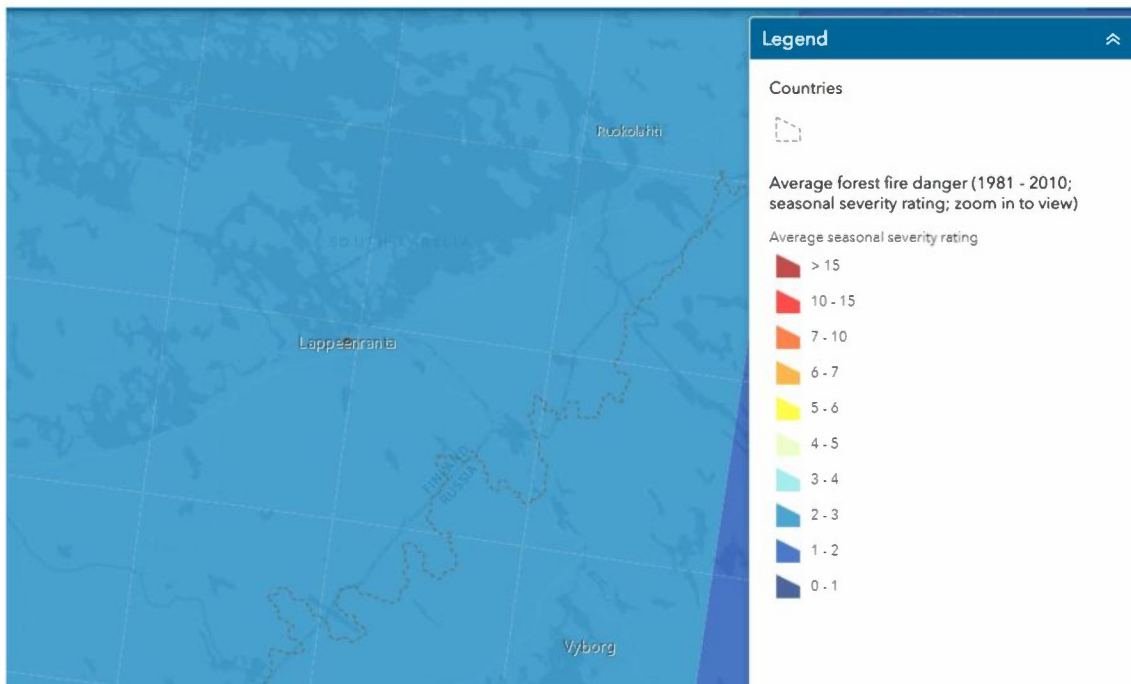 Ruokolahti
SOUTH KARELIA
Lappeenranta
FINLAND
RUSSIA
Vyborg
Legend
Countries
Average forest fire danger (1981 - 2010;
seasonal severity rating; zoom in to view)
Average seasonal severity rating
> 15
10 - 15
7 - 10
6 - 7
5 - 6
4 - 5
3 - 4
2 - 3
1 - 2
0 - 1